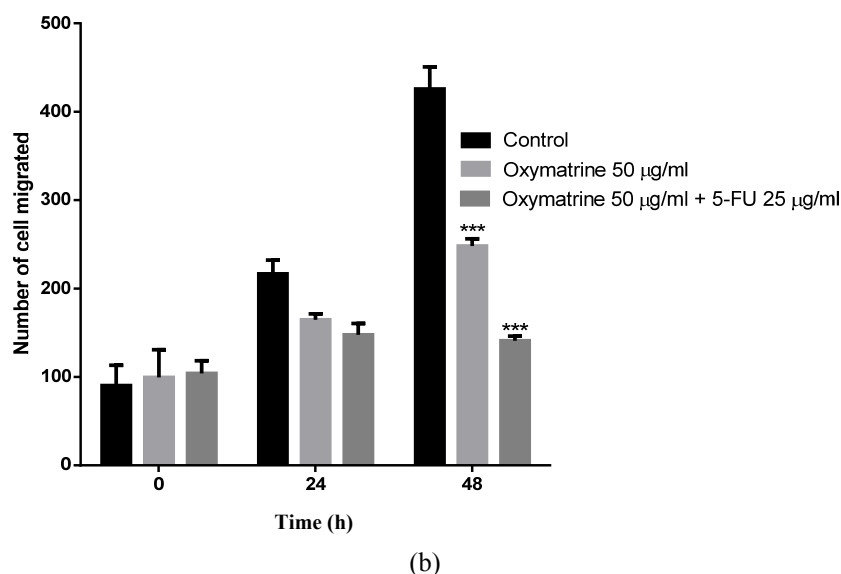 500
400
300
200
100
0
Number of cell migrated
Control
Oxymatrine 50 μg/ml
Oxymatrine 50 μg/ml + 5-FU 25 μg/ml
***
***
0 24 48
Time (h)
(b)